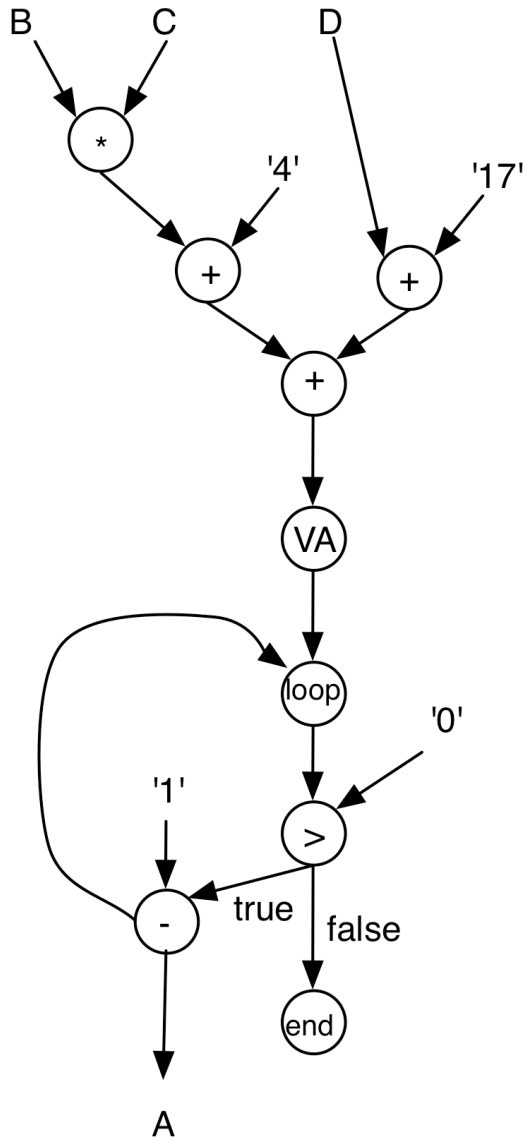 B C D
*
'4' '17'
+ +
+
VA
loop
'0'
'1'
>
true
-
false
end
A